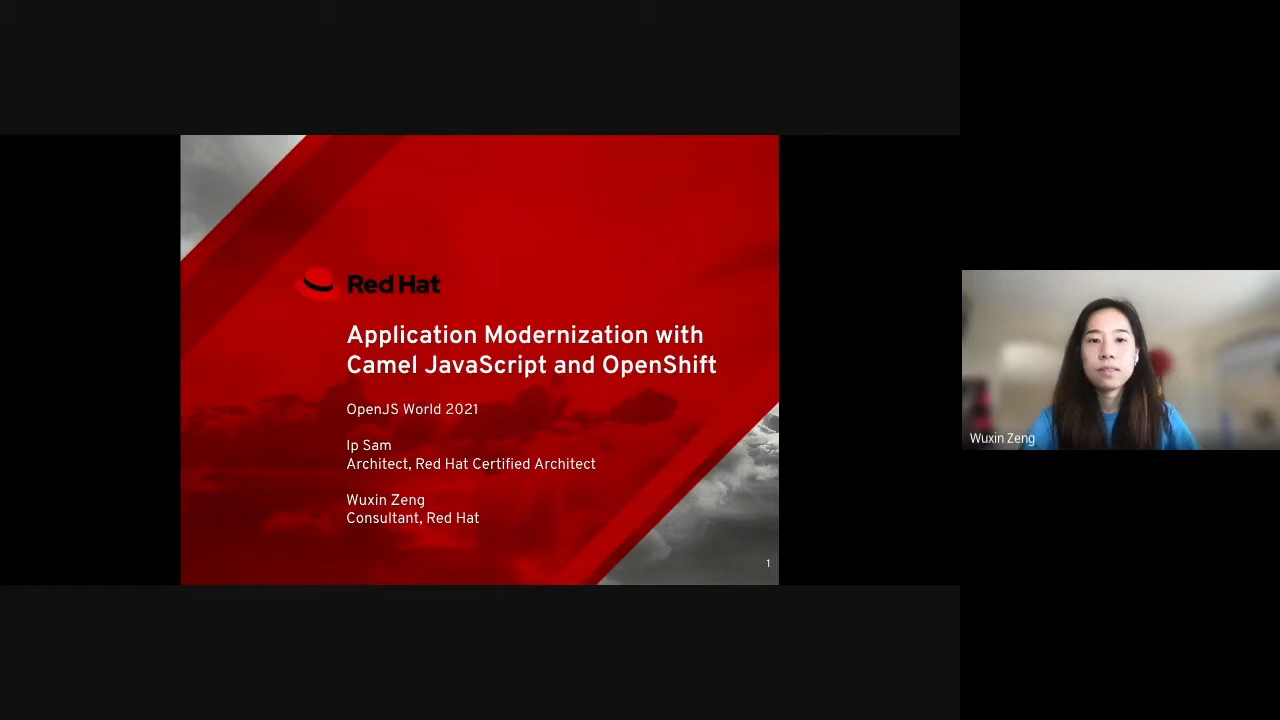 Red Hat
Application Modernization with
Camel JavaScript and OpenShift
OpenJS World 2021
Ip Sam
Architect, Red Hat Certified Architect
Wuxin Zeng
Consultant, Red Hat
1
Wuxin Zeng